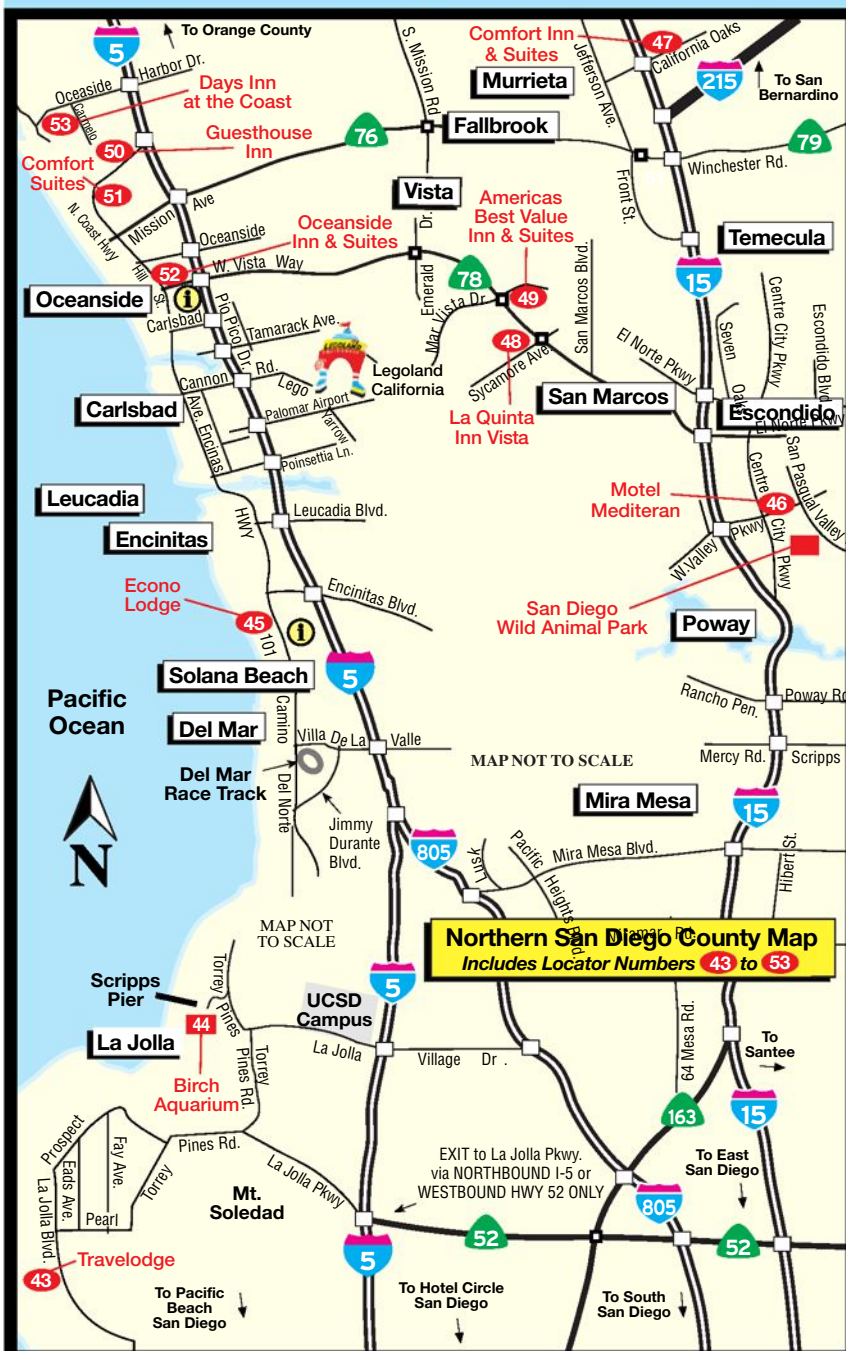 To Orange County
5
Oceaside
Harbor Dr.
Carmelo
53
Days Inn
at the Coast
50
Guesthouse
Inn
Comfort
Suites
51
N. Coast Hwy
Mission Ave
76
S. Mission Rd
Fallbrook
Comfort Inn
& Suites
47
California Oaks
Murrieta
Jefferson Ave.
215
To San
Bernardino
79
Winchester Rd.
Front St.
Temecula
15
Vista
Oceanside
52
Oceanside
Inn & Suites
W. Vista Way
Hill St.
Oceanside
i
Carlsbad
Pio Pico Dr.
Tamarack Ave.
Emerald Dr.
78
Americas
Best Value
Inn & Suites
49
Mar Vista Dr.
48
Sycamore Ave.
San Marcos Blvd.
La Quinta
Inn Vista
LEGOLAND
Legoland
California
Cannon Rd.
Lego
Carlsbad
Ave. Encinas
Palomar Airport
Narrow
Poinsettia Ln.
San Marcos
El Norte Pkwy
Seven Oaks
Centre City Pkwy
Escondido Blvd
Escondido
El Norte Pkwy
San Pasqual Valley
Centre City Pkwy
Motel
Mediteran
46
W.Valley Pkwy
San Diego
Wild Animal Park
Leucadia
HWY
Leucadia Blvd.
Encinitas
Encinitas Blvd.
Econo
Lodge
45
101
i
Poway
Solana Beach
5
Pacific
Ocean
Camino Del Norte
Del Mar
Villa De La Valle
Del Mar
Race Track
Jimmy
Durante
Blvd.
MAP NOT TO SCALE
Rancho Pen.
Poway Rd
Mercy Rd.
Scripps
Mira Mesa
15
N
805
Lusk
Pacific Heights Blvd.
Mira Mesa Blvd.
Hibert St.
MAP NOT
TO SCALE
Miramar Rd.
Northern San Diego County Map
Includes Locator Numbers 43 to 53
Scripps
Pier
Torrey Pines
44
La Jolla
Birch
Aquarium
UCSD
Campus
5
La Jolla Village Dr.
Torrey Pines Rd.
64 Mesa Rd.
To
Santee
163
15
Prospect
Fay Ave.
Eads Ave.
La Jolla Blvd.
Pearl
Torrey Pines Rd.
La Jolla Pkwy
Mt.
Soledad
EXIT to La Jolla Pkwy.
via NORTHBOUND I-5 or
WESTBOUND HWY 52 ONLY
To East
San Diego
805
52
52
5
43
Travelodge
To Pacific
Beach
San Diego
To Hotel Circle
San Diego
To South
San Diego